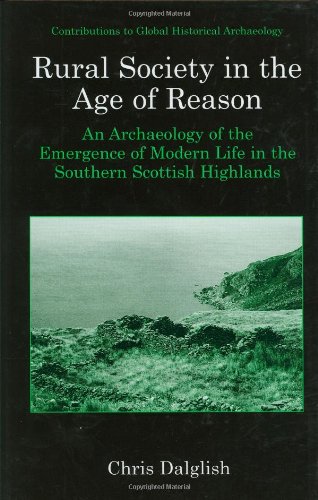 Contributions to Global Historical Archaeology
Rural Society in the
Age of Reason
An Archaeology of the
Emergence of Modern Life in the
Southern Scottish Highlands
Chris Dalglish